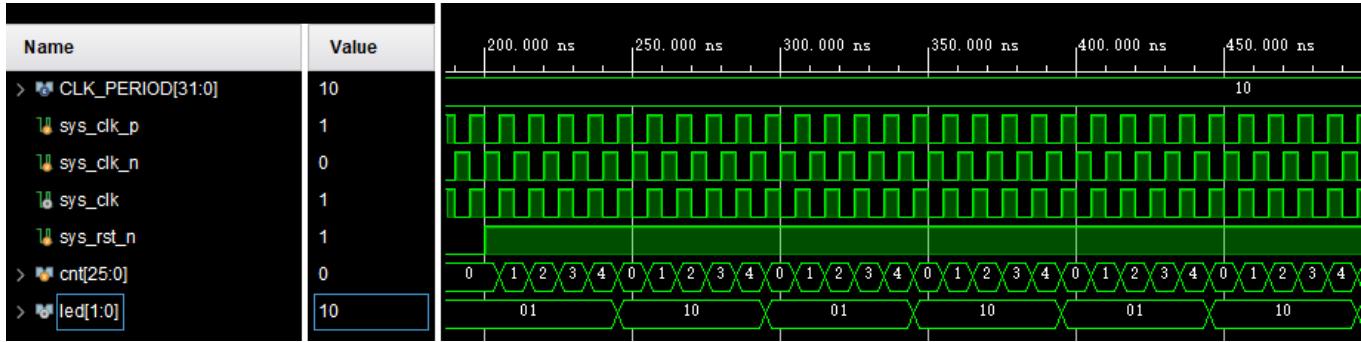 Name Value 200.000 ns 250.000 ns 300.000 ns 350.000 ns 400.000 ns 450.000 ns
CLK_PERIOD[31:0] 10 10
sys_clk_p 1
sys_clk_n 0
sys_clk 1
sys_rst_n 1
cnt[25:0] 0 0 1 2 3 4 0 1 2 3 4 0 1 2 3 4 0 1 2 3 4 0 1 2 3 4 0 1 2 3 4
led[1:0] 10 01 10 01 10 01 10